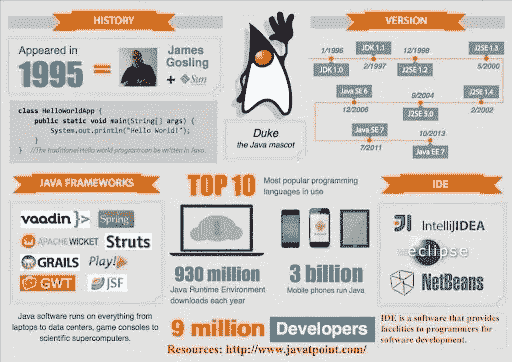 HISTORY
Appeared in
1995
=
James
Gosling
+ Sun
class HelloWorldApp {
public static void main(String[] args) {
System.out.println("Hello World!");
}
} //The traditional Hello world program can be written in Java.
Duke
the Java mascot
VERSION
1/1996
JDK 1.1
12/1998
J2SE 1.3
JDK 1.0
2/1997
J2SE 1.2
5/2000
Java SE 6
9/2004
J2SE 1.4
12/2006
J2SE 5.0
2/2002
Java SE 7
10/2013
7/2011
Java EE 7
JAVA FRAMEWORKS
vaadin }>
Spring
APACHE WICKET
Struts
GRAILS
Play!
GWT
JSF
Java software runs on everything from
laptops to data centers, game consoles to
scientific supercomputers.
TOP 10
Most popular programming
languages in use
930 million
Java Runtime Environment
downloads each year
3 billion
Mobile phones run Java
9 million Developers
Resources: http://www.javatpoint.com/
IDE
IntelliJIDEA
eclipse
NetBeans
IDE is a software that provides
facelities to programmers for
software development.